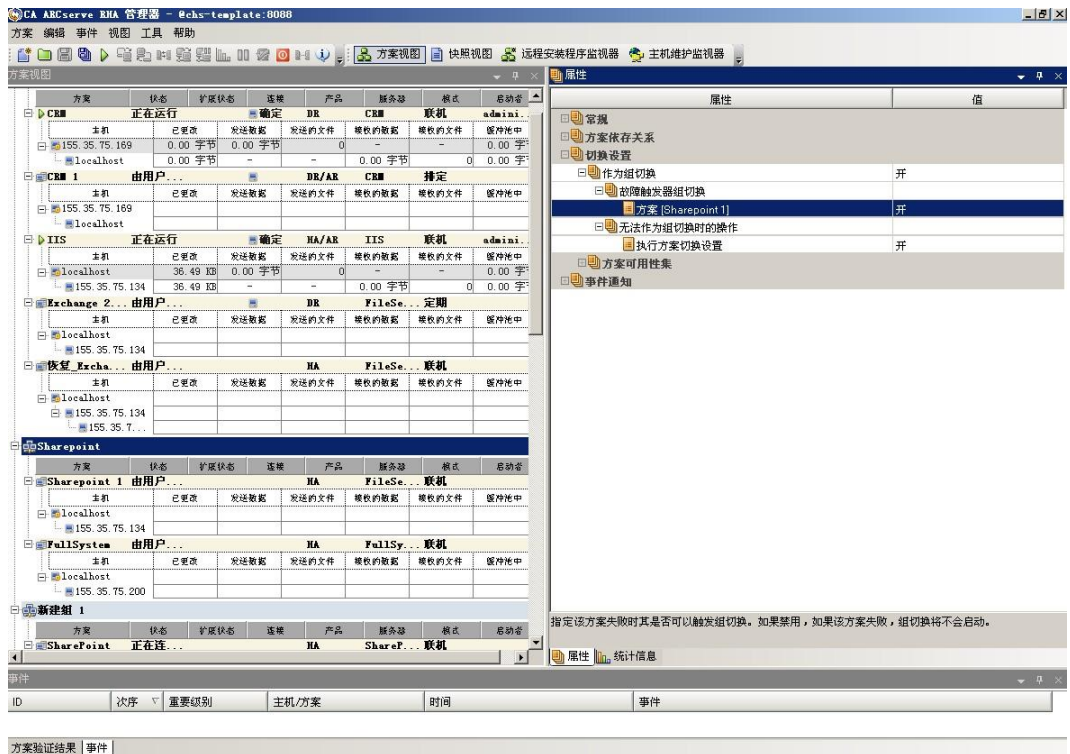 CA ARCserve RHA 管理器 - @chs-template:8088
方案 编辑 事件 视图 工具 帮助
方案视图 快照视图 远程安装程序监视器 主机维护监视器
方案视图
方案 状态 扩展状态 连接 产品 服务器 模式 启动者
CRM 正在运行 确定 DR CRM 联机 admini.
主机 已更改 发送数据 发送的文件 接收的数据 接收的文件 缓冲池中
155.35.75.169 0.00 字节 0.00 字节 0 - - 0.00 字
localhost 0.00 字节 - - 0.00 字节 0 0.00 字
CRM 1 由用户... DR/AR CRM 排定
主机 已更改 发送数据 发送的文件 接收的数据 接收的文件 缓冲池中
155.35.75.169
localhost
IIS 正在运行 确定 HA/AR IIS 联机 admini.
主机 已更改 发送数据 发送的文件 接收的数据 接收的文件 缓冲池中
localhost 36.49 KB 0.00 字节 0 - - 0.00 字
155.35.75.134 36.49 KB - - 0.00 字节 0 0.00 字
Exchange 2... 由用户... DR FileSe... 定期
主机 已更改 发送数据 发送的文件 接收的数据 接收的文件 缓冲池中
localhost
155.35.75.134
恢复_Excha... 由用户... HA FileSe... 联机
主机 已更改 发送数据 发送的文件 接收的数据 接收的文件 缓冲池中
localhost
155.35.75.134
155.35.7...
Sharepoint
方案 状态 扩展状态 连接 产品 服务器 模式 启动者
Sharepoint 1 由用户... HA FileSe... 联机
主机 已更改 发送数据 发送的文件 接收的数据 接收的文件 缓冲池中
localhost
155.35.75.134
FullSystem 由用户... HA FullSy... 联机
主机 已更改 发送数据 发送的文件 接收的数据 接收的文件 缓冲池中
localhost
155.35.75.200
新建组 1
方案 状态 扩展状态 连接 产品 服务器 模式 启动者
SharePoint 正在连... HA ShareP... 联机
属性
属性 值
常规
方案依存关系
切换设置
作为组切换 开
故障触发器组切换
方案 [Sharepoint 1] 开
无法作为组切换时的操作
执行方案切换设置 开
方案可用性集
事件通知
指定该方案失败时其是否可以触发组切换。如果禁用，如果该方案失败，组切换将不会启动。
属性 统计信息
事件
ID 次序 重要级别 主机/方案 时间 事件
方案验证结果 事件